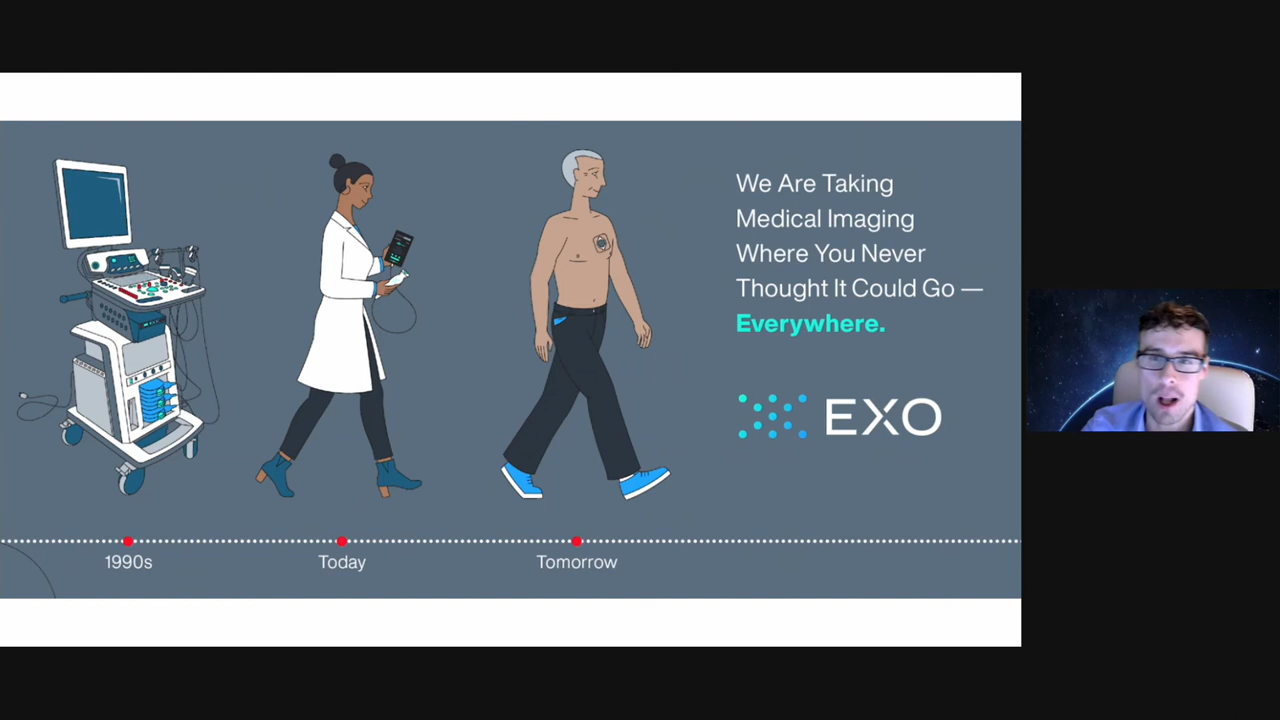 We Are Taking
Medical Imaging
Where You Never
Thought It Could Go —
Everywhere.
EXO
1990s
Today
Tomorrow